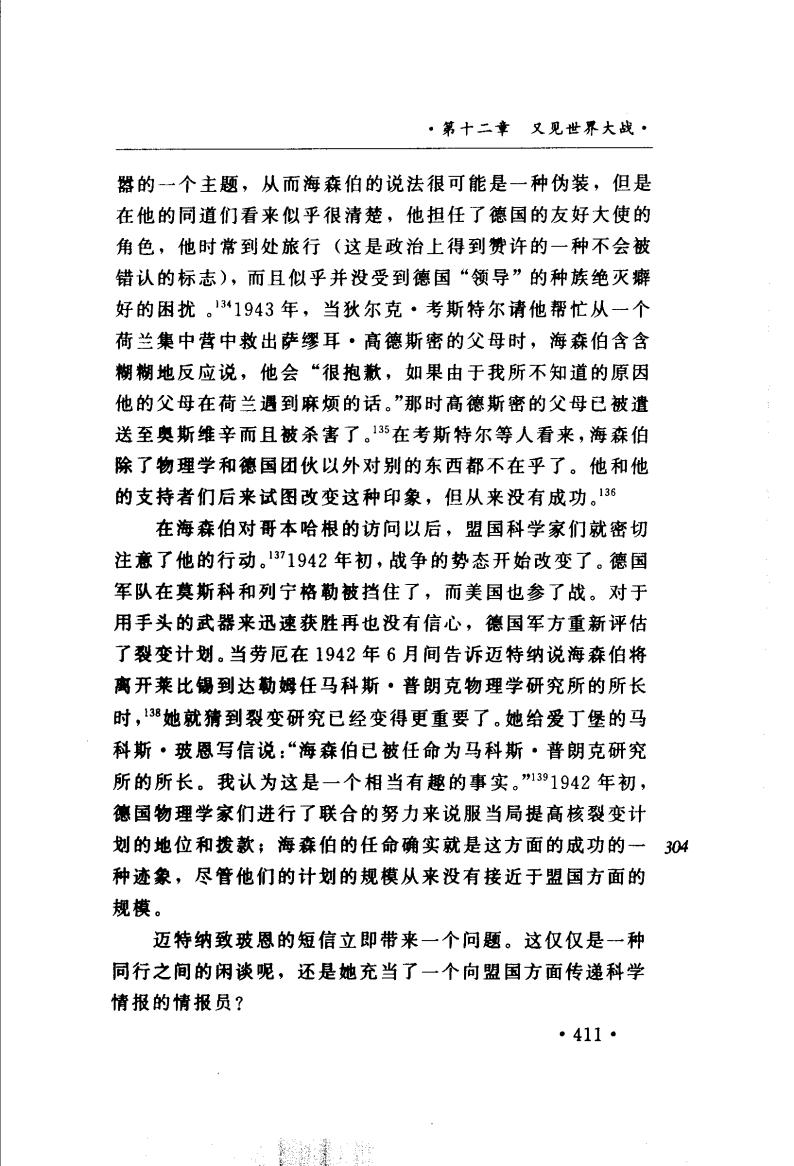 ·第十二章 又见世界大战·
嚣的一个主题，从而海森伯的说法很可能是一种伪装，但是
在他的同道们看来似乎很清楚，他担任了德国的友好大使的
角色，他时常到处旅行（这是政治上得到赞许的一种不会被
错认的标志），而且似乎并没受到德国“领导”的种族绝灭癖
好的困扰。¹³⁴1943年，当狄尔克·考斯特尔请他帮忙从一个
荷兰集中营中救出萨缪耳·高德斯密的父母时，海森伯含含
糊糊地反应说，他会“很抱歉，如果由于我所不知道的原因
他的父母在荷兰遇到麻烦的话。”那时高德斯密的父母已被遣
送至奥斯维辛而且被杀害了。¹³⁵在考斯特尔等人看来，海森伯
除了物理学和德国团伙以外对别的东西都不在乎了。他和他
的支持者们后来试图改变这种印象，但从来没有成功。¹³⁶
在海森伯对哥本哈根的访问以后，盟国科学家们就密切
注意了他的行动。¹³⁷1942年初，战争的势态开始改变了。德国
军队在莫斯科和列宁格勒被挡住了，而美国也参了战。对于
用手头的武器来迅速获胜再也没有信心，德国军方重新评估
了裂变计划。当劳厄在1942年6月间告诉迈特纳说海森伯将
离开莱比锡到达勒姆任马科斯·普朗克物理学研究所的所长
时，¹³⁸她就猜到裂变研究已经变得更重要了。她给爱丁堡的马
科斯·玻恩写信说：“海森伯已被任命为马科斯·普朗克研究
所的所长。我认为这是一个相当有趣的事实。”¹³⁹1942年初，
德国物理学家们进行了联合的努力来说服当局提高核裂变计
划的地位和拨款；海森伯的任命确实就是这方面的成功的一 304
种迹象，尽管他们的计划的规模从来没有接近于盟国方面的
规模。
迈特纳致玻恩的短信立即带来一个问题。这仅仅是一种
同行之间的闲谈呢，还是她充当了一个向盟国方面传递科学
情报的情报员？
·411·